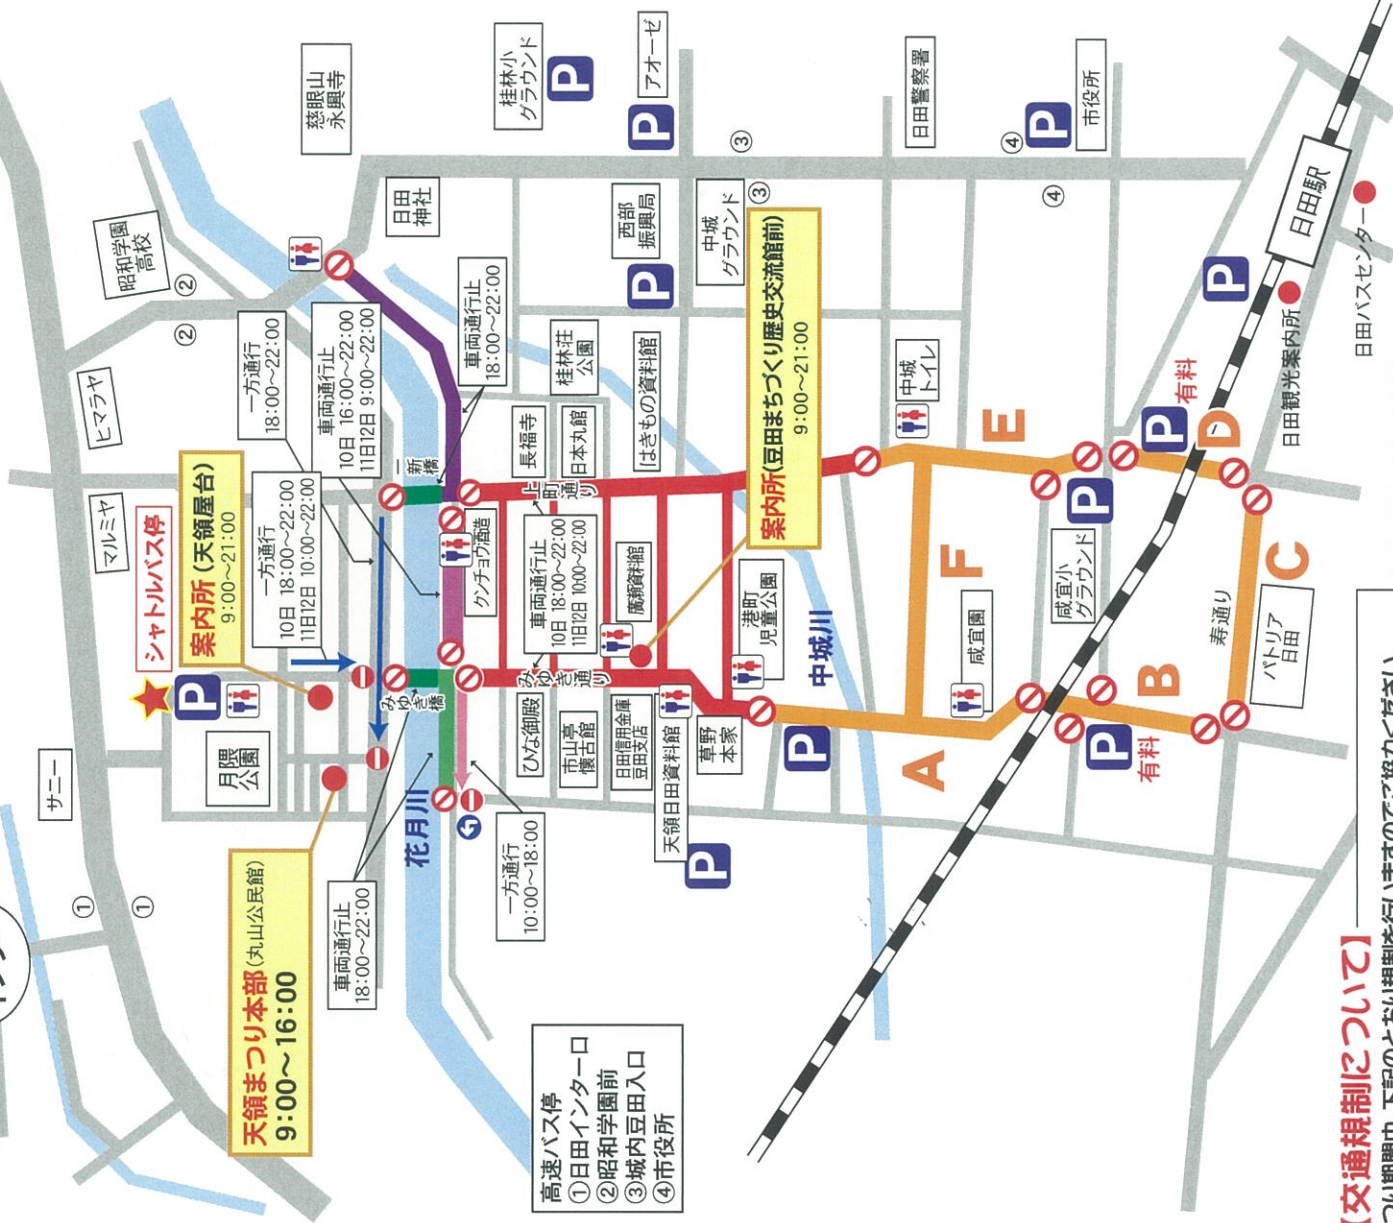 慈眼山
永興寺
桂林小
グラウンド
P
アオーゼ
P
日田警察署
④
P
市役所
③
④
③
昭和学園
高校
②
②
日田
神社
西部
振興局
P
中城
グラウンド
日田駅
P
日田観光案内所
日田バスセンター
ヒマラヤ
マルミヤ
サニー
①
①
一方通行
18:00〜22:00
車両通行止
10日 16:00〜22:00
11日12日 9:00〜22:00
車両通行止
18:00〜22:00
桂林荘
公園
はきもの資料館
案内所(豆田まちづくり歴史交流館前)
9:00〜21:00
中城
トイレ
E
P
有料
D
シャトルバス停
P
案内所(天領屋台)
9:00〜21:00
一方通行
10日 18:00〜22:00
11日12日 10:00〜22:00
一新橋
クンチョウ酒造
長福寺
日本丸館
上町通り
車両通行止
10日 18:00〜22:00
11日12日 10:00〜22:00
廣瀬資料館
港町
児童公園
中城川
F
咸宜園
P
咸宜小
グラウンド
C
寿通り
パトリア
日田
月隈
公園
みゆき橋
みゆき通り
ひな御殿
市山亭
懐古館
日田信用金庫
豆田支店
天領日田資料館
草野
本家
P
P
A
B
P
有料
花月川
一方通行
10:00〜18:00
車両通行止
18:00〜22:00
天領まつり本部(丸山公民館)
9:00〜16:00
高速バス停
①日田インター口
②昭和学園前
③城内豆田入口
④市役所
【交通規制について】